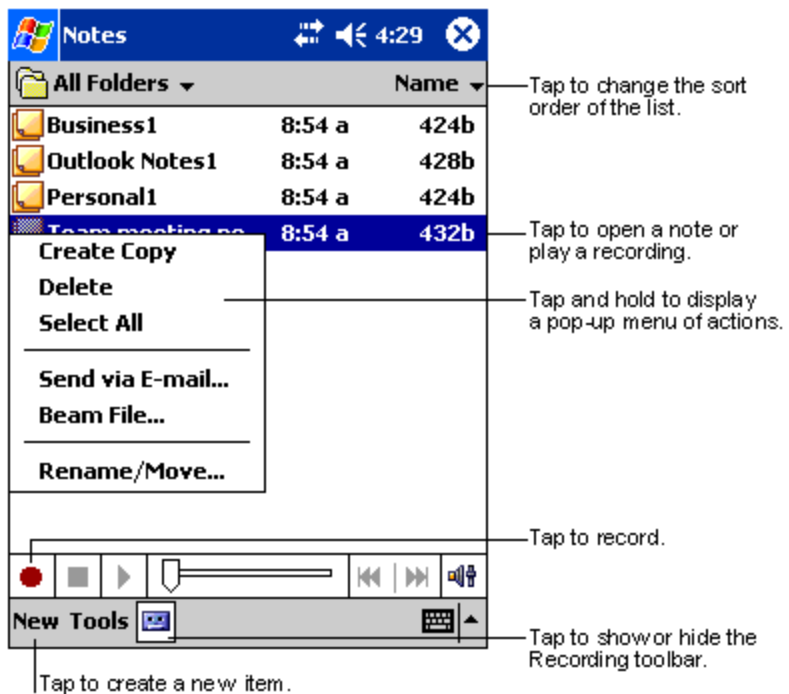 Notes 4:29
All Folders Name
Tap to change the sort
order of the list.
Business1 8:54 a 424b
Outlook Notes1 8:54 a 428b
Personal1 8:54 a 424b
Team meeting no 8:54 a 432b
Tap to open a note or
play a recording.
Create Copy
Delete
Select All
Tap and hold to display
a pop-up menu of actions.
Send via E-mail...
Beam File...
Rename/Move...
Tap to record.
New Tools
Tap to show or hide the
Recording toolbar.
Tap to create a new item.